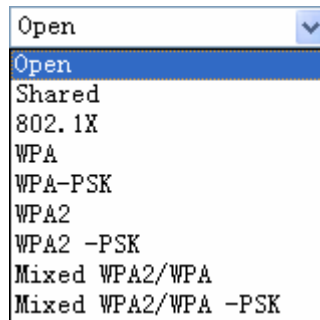 Open
Open
Shared
802.1X
WPA
WPA-PSK
WPA2
WPA2 -PSK
Mixed WPA2/WPA
Mixed WPA2/WPA -PSK